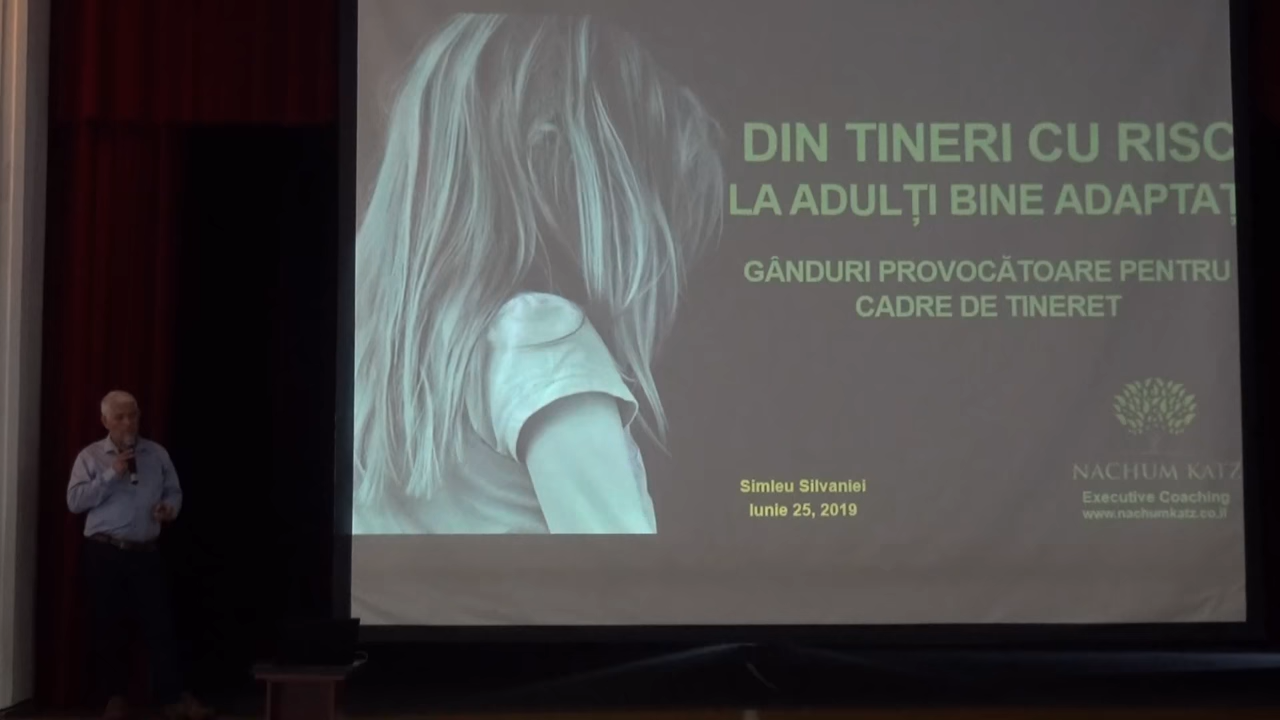 DIN TINERI CU RISC
LA ADULȚI BINE ADAPTAȚ
GÂNDURI PROVOCĂTOARE PENTRU
CADRE DE TINERET
Simleu Silvaniei
Iunie 25, 2019
NACHUM KATZ
Executive Coaching
www.nachumkatz.co.il